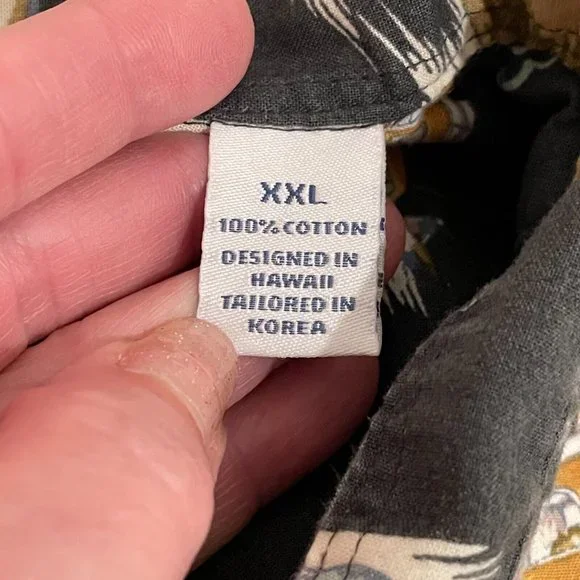 XXL
100% COTTON
DESIGNED IN
HAWAII
TAILORED IN
KOREA